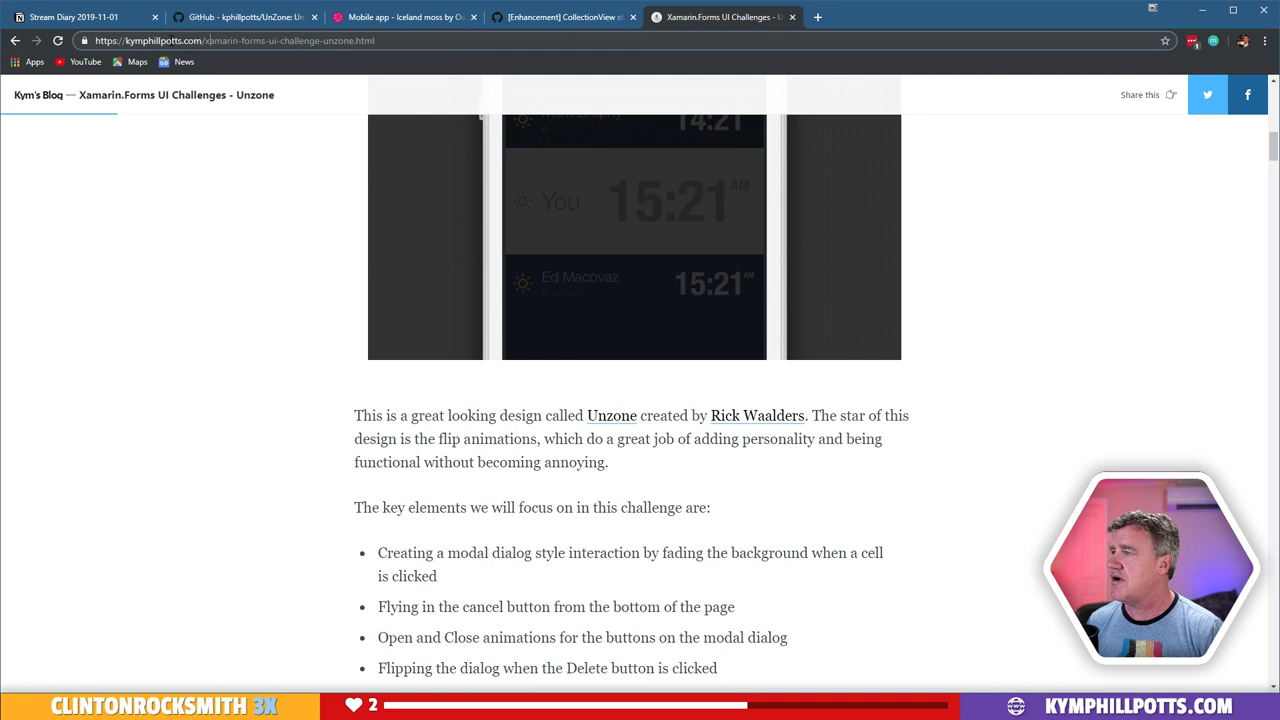 Stream Diary 2019-11-01
GitHub - kphillpotts/UnZone: Un
Mobile app - Iceland moss by Ou
[Enhancement] CollectionView st
Xamarin.Forms UI Challenges - U
https://kymphillpotts.com/xamarin-forms-ui-challenge-unzone.html
Apps
YouTube
Maps
News
Kym's Blog — Xamarin.Forms UI Challenges - Unzone
Share this
14:21
You
15:21 AM
Ed Macovaz
15:21 AM
This is a great looking design called Unzone created by Rick Waalders. The star of this
design is the flip animations, which do a great job of adding personality and being
functional without becoming annoying.
The key elements we will focus on in this challenge are:
• Creating a modal dialog style interaction by fading the background when a cell
is clicked
• Flying in the cancel button from the bottom of the page
• Open and Close animations for the buttons on the modal dialog
• Flipping the dialog when the Delete button is clicked
CLINTONROCKSMITH 3X
2
KYMPHILLPOTTS.COM